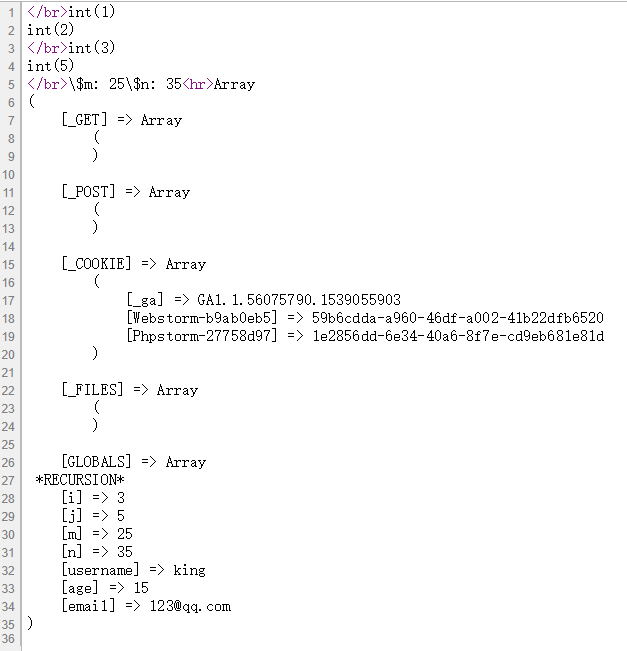 1 </br>int(1)
2 int(2)
3 </br>int(3)
4 int(5)
5 </br>\$m: 25\$n: 35<hr>Array
6 (
7     [_GET] => Array
8         (
9         )
10
11     [_POST] => Array
12         (
13         )
14
15     [_COOKIE] => Array
16         (
17             [_ga] => GA1.1.56075790.1539055903
18             [Webstorm-b9ab0eb5] => 59b6cdda-a960-46df-a002-41b22dfb6520
19             [Phpstorm-27758d97] => 1e2856dd-6e34-40a6-8f7e-cd9eb681e81d
20         )
21
22     [_FILES] => Array
23         (
24         )
25
26     [GLOBALS] => Array
27  *RECURSION*
28     [i] => 3
29     [j] => 5
30     [m] => 25
31     [n] => 35
32     [username] => king
33     [age] => 15
34     [email] => 123@qq.com
35 )
36